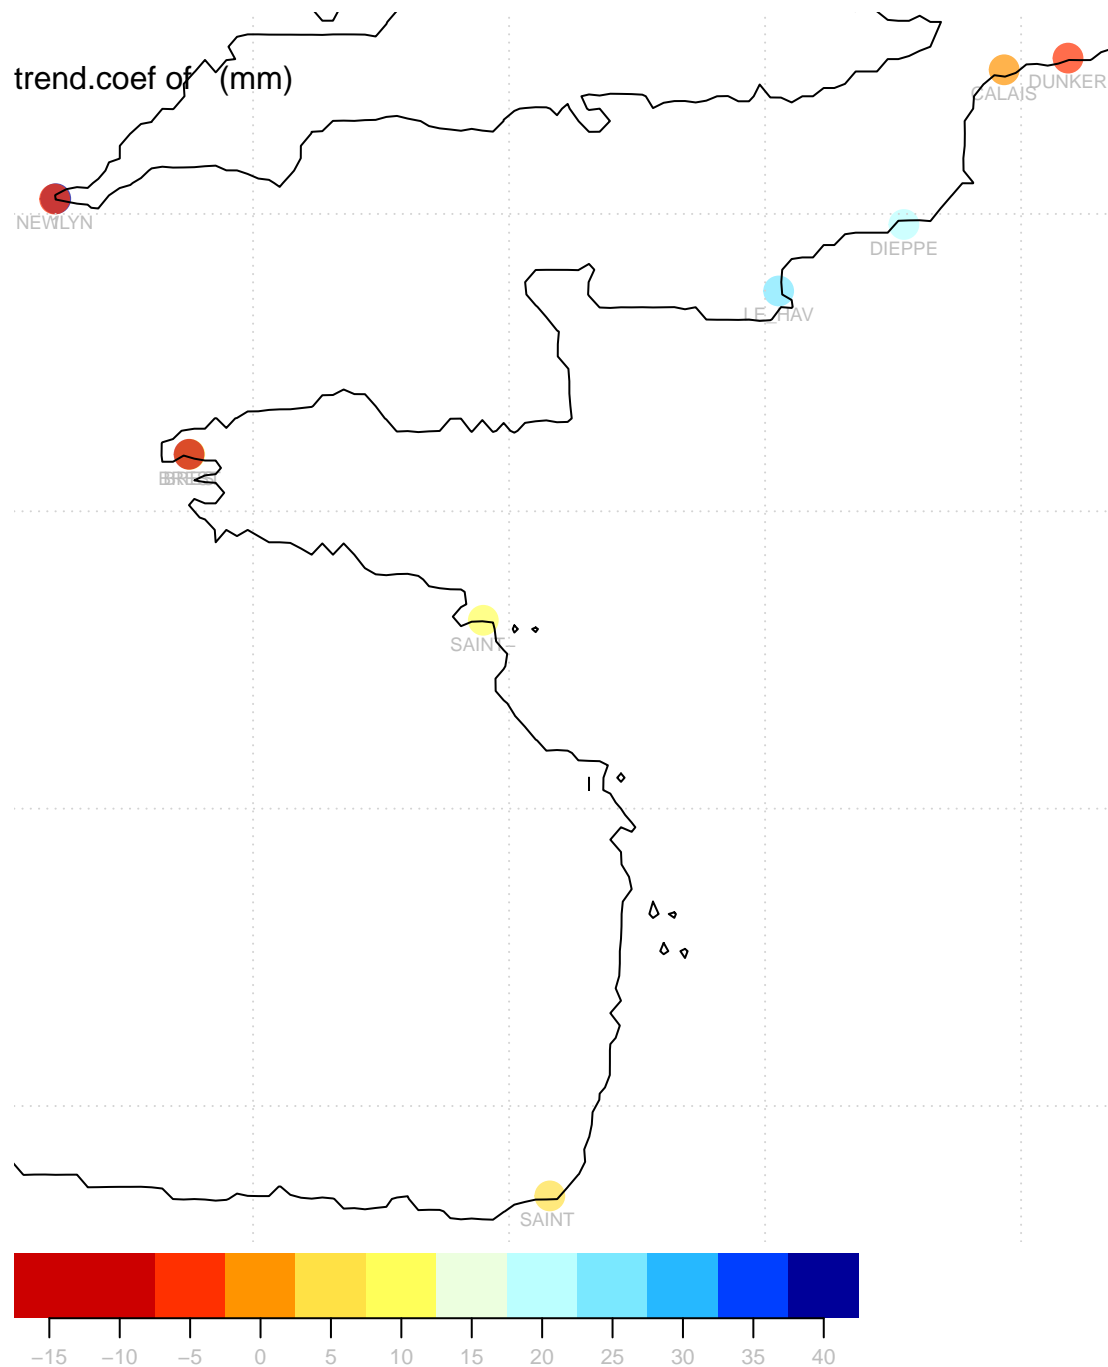 trend.coef of (mm)
DUNKER
CALAIS
NEWLYN
DIEPPE
LE_HAV
SAINT−
SAINT
−15 −10 −5 0 5 10 15 20 25 30 35 40